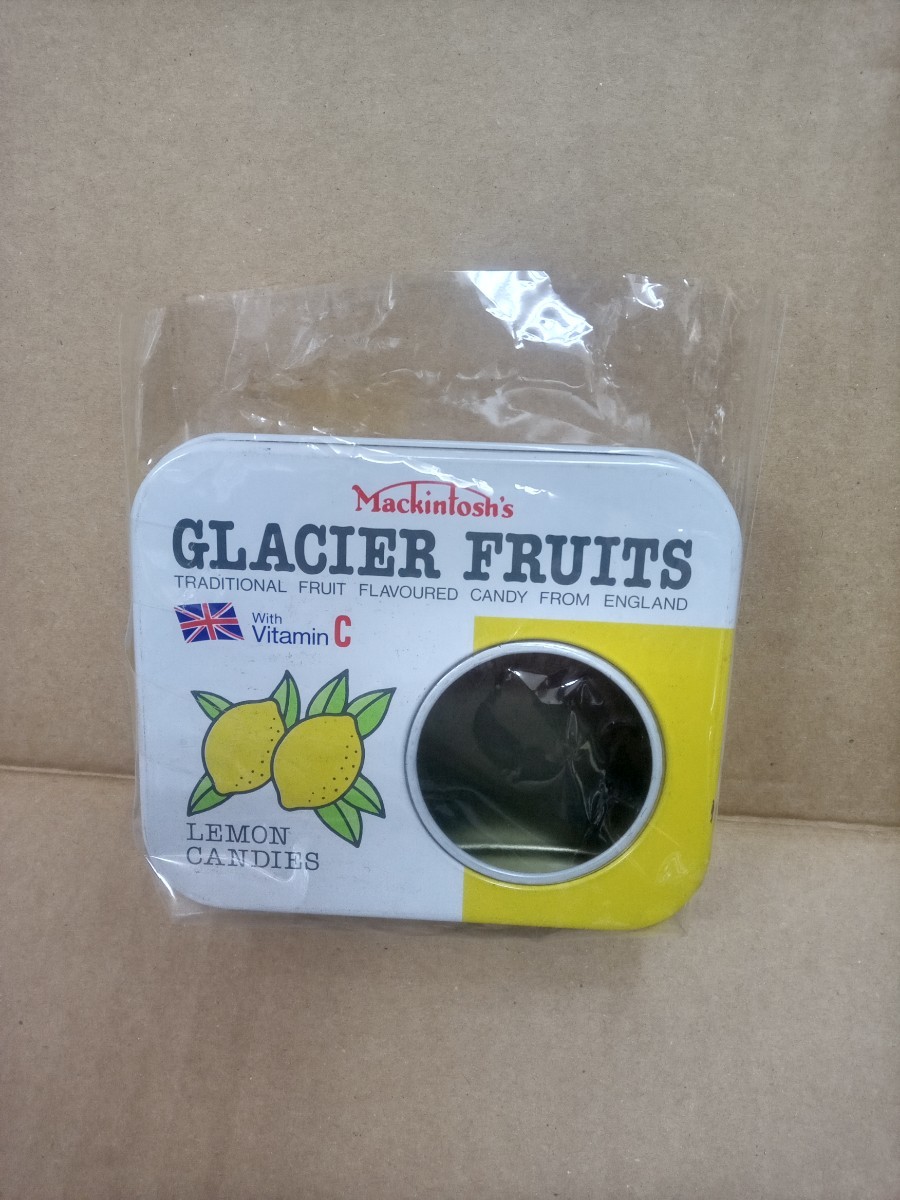 Mackintosh's
GLACIER FRUITS
TRADITIONAL FRUIT FLAVOURED CANDY FROM ENGLAND
With
Vitamin C
LEMON
CANDIES